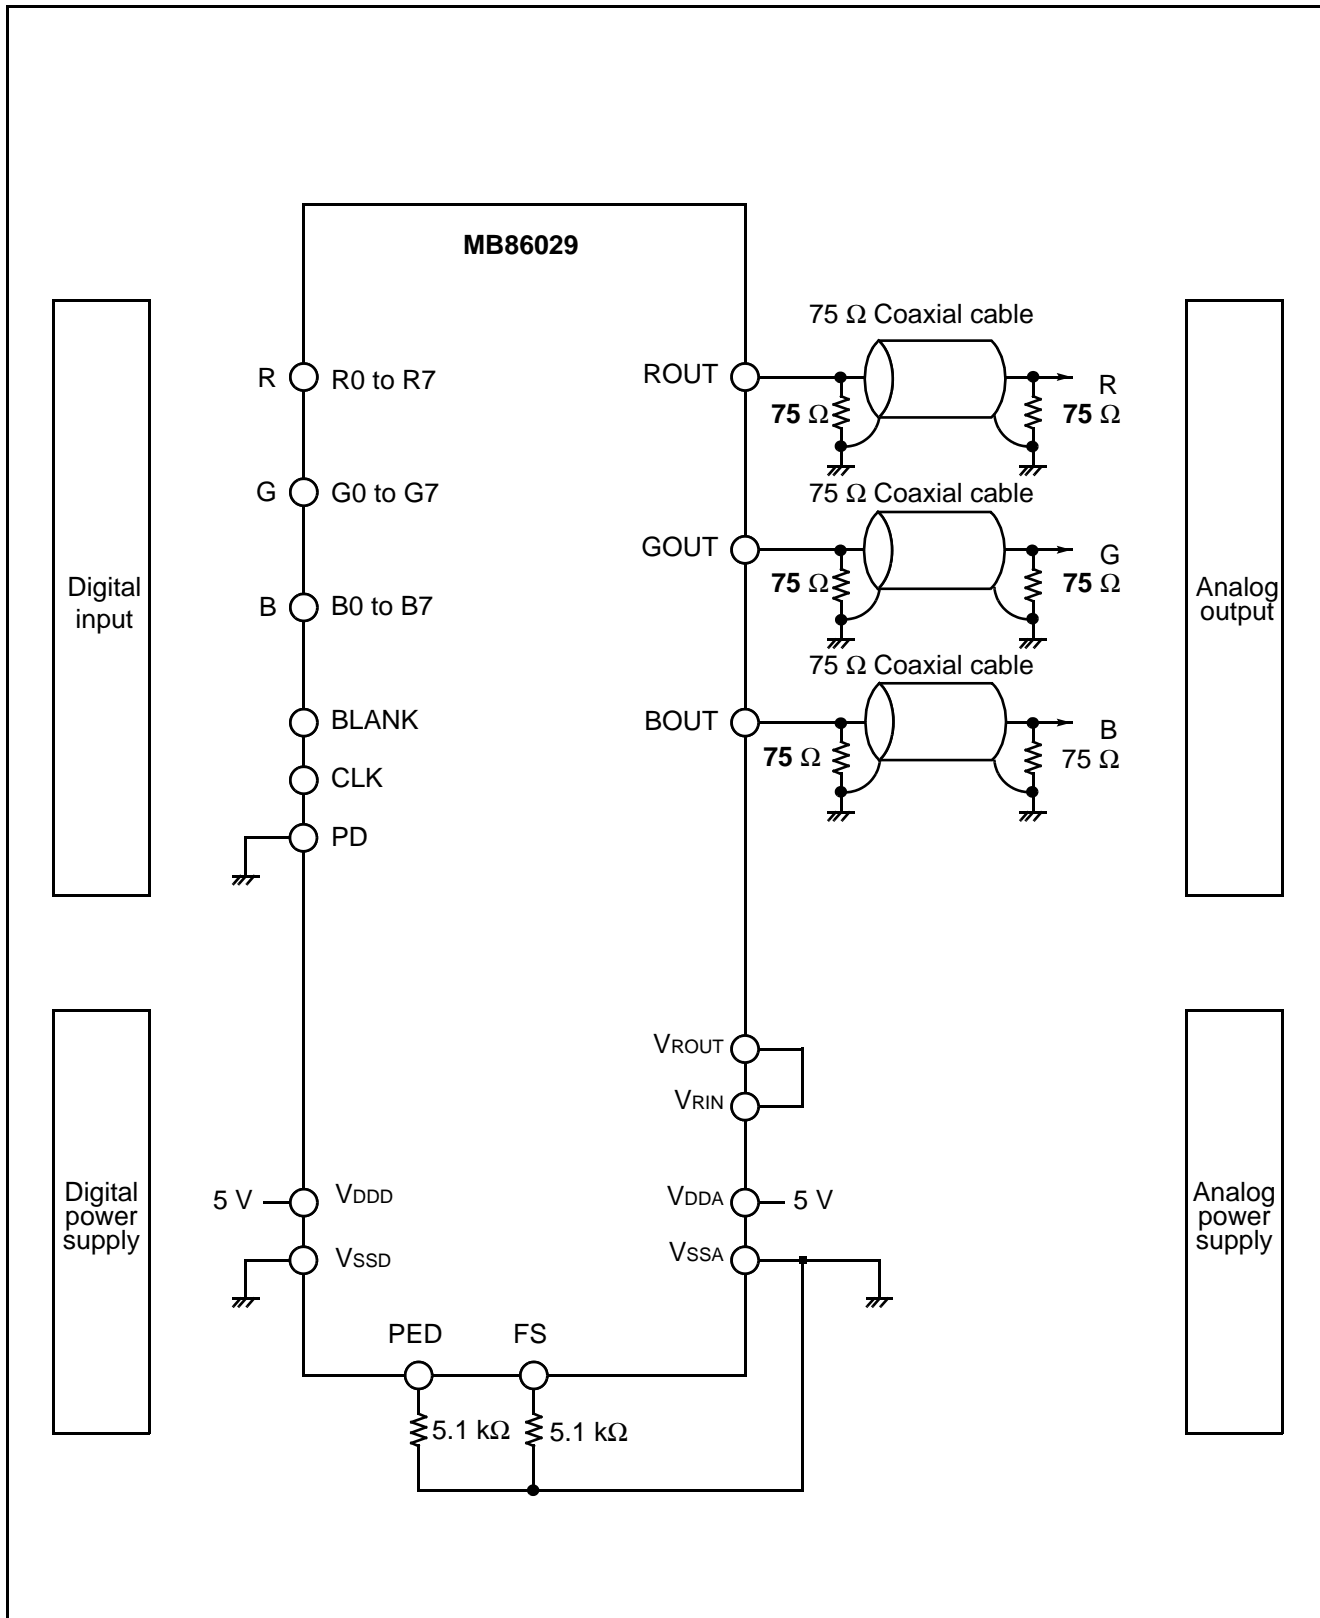 MB86029
75 Ω Coaxial cable
R R0 to R7 ROUT 75 Ω R 75 Ω
75 Ω Coaxial cable
G G0 to G7 GOUT 75 Ω G 75 Ω
Digital
input
B B0 to B7
Analog
output
75 Ω Coaxial cable
BLANK BOUT 75 Ω B 75 Ω
CLK
PD
VROUT
VRIN
Digital
power
supply
5 V VDDD VDDA 5 V
Analog
power
supply
VSSD VSSA
PED FS
5.1 kΩ 5.1 kΩ